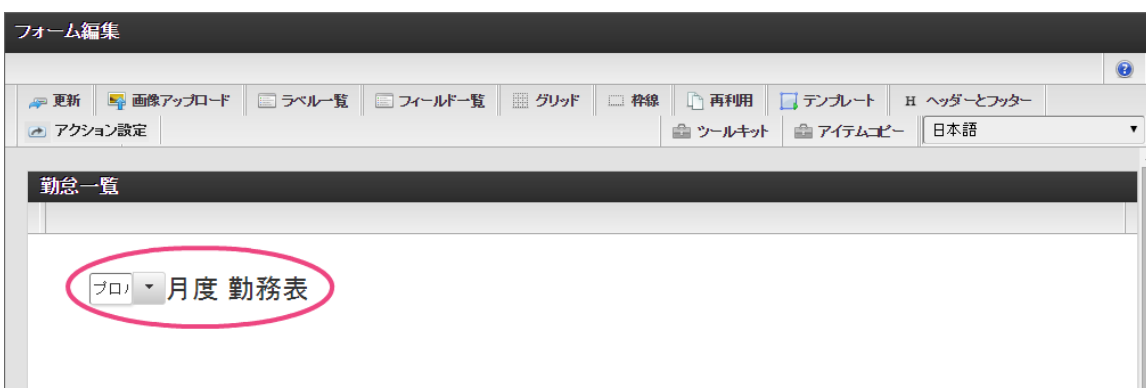 フォーム編集
更新 画像アップロード ラベル一覧 フィールド一覧 グリッド 枠線 再利用 テンプレート H ヘッダーとフッター
アクション設定 ツールキット アイテムコピー 日本語
勤怠一覧
月度 勤務表